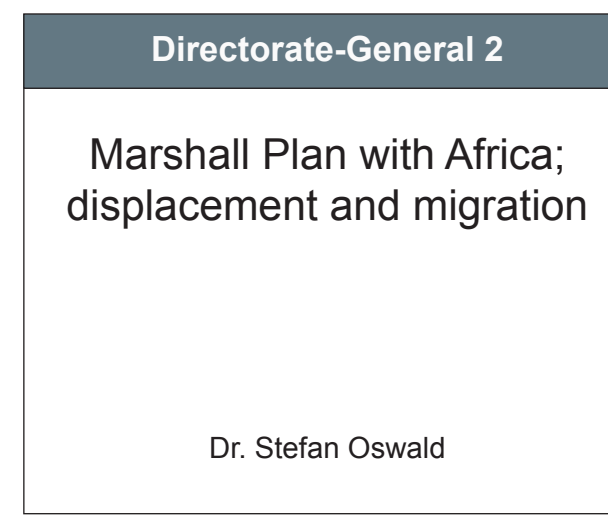 Directorate-General 2
Marshall Plan with Africa;
displacement and migration
Dr. Stefan Oswald